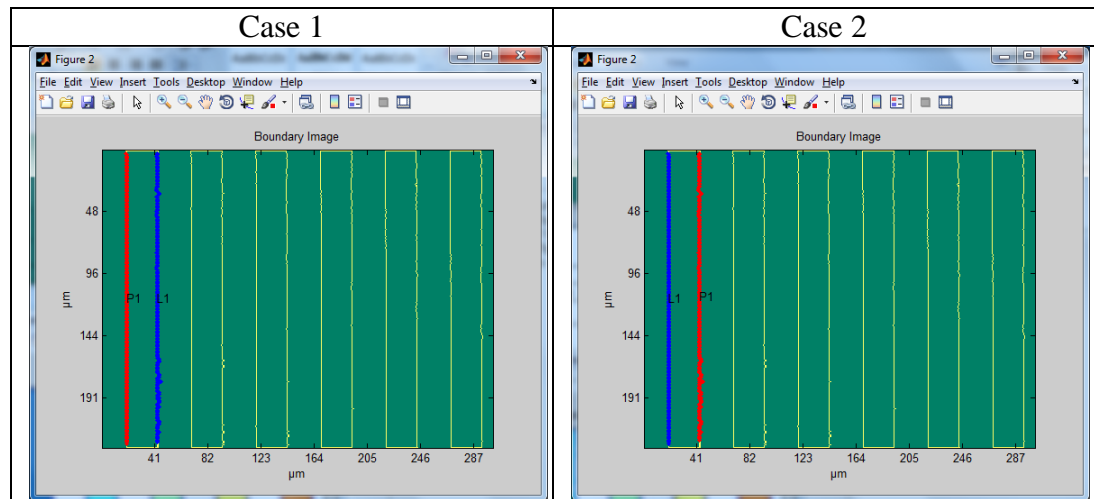 Case 1 Case 2
Figure 2 Figure 2
File Edit View Insert Tools Desktop Window Help File Edit View Insert Tools Desktop Window Help
Boundary Image Boundary Image
48 48
96 96
P1 L1 L1 P1
µm µm
144 144
191 191
41 82 123 164 205 246 287 41 82 123 164 205 246 287
µm µm